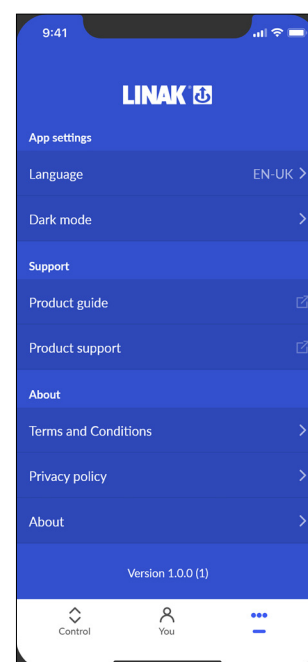 9:41
LINAK
App settings
Language EN-UK
Dark mode
Support
Product guide
Product support
About
Terms and Conditions
Privacy policy
About
Version 1.0.0 (1)
Control You